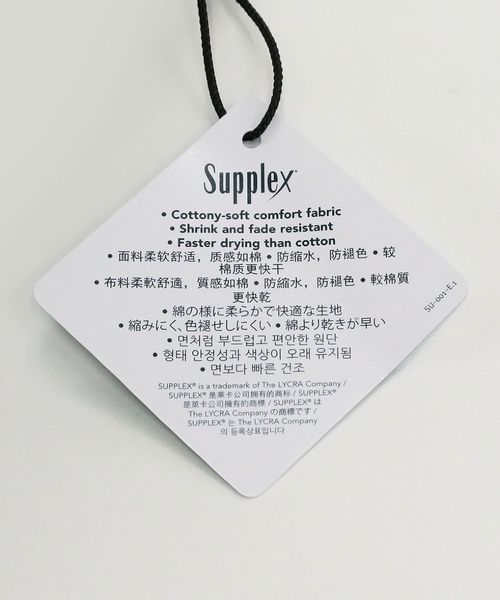 Supplex®
• Cottony-soft comfort fabric
• Shrink and fade resistant
• Faster drying than cotton
• 面料柔软舒适，质感如棉 • 防缩水，防褪色 • 较
棉质更快干
• 布料柔軟舒適，質感如棉 • 防縮水，防褪色 • 較棉質
更快乾
• 綿の様に柔らかで快適な生地
• 縮みにく、色褪せしにくい • 綿より乾きが早い
• 면처럼 부드럽고 편안한 원단
• 형태 안정성과 색상이 오래 유지됨
• 면보다 빠른 건조
SUPPLEX® is a trademark of The LYCRA Company /
SUPPLEX® 是莱卡公司拥有的商标 / SUPPLEX®
是萊卡公司擁有的商標 / SUPPLEX® は
The LYCRA Company の商標です /
SUPPLEX® 는 The LYCRA Company
의 등록상표입니다
SU-001-E.1